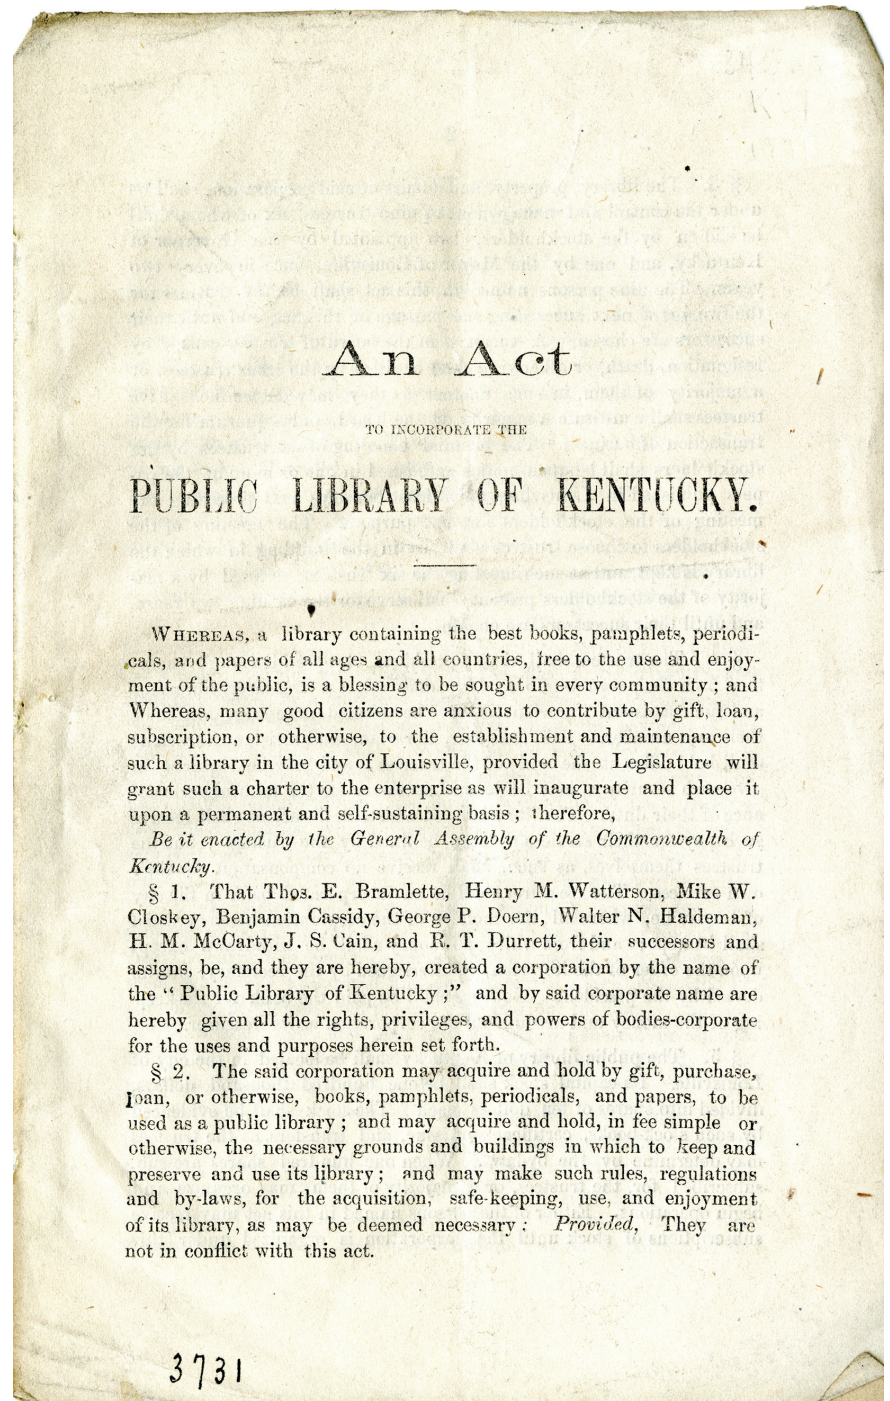 An Act
TO INCORPORATE THE
PUBLIC LIBRARY OF KENTUCKY.
WHEREAS, a library containing the best books, pamphlets, periodi-
cals, and papers of all ages and all countries, free to the use and enjoy-
ment of the public, is a blessing to be sought in every community ; and
Whereas, many good citizens are anxious to contribute by gift, loan,
subscription, or otherwise, to the establishment and maintenance of
such a library in the city of Louisville, provided the Legislature will
grant such a charter to the enterprise as will inaugurate and place it
upon a permanent and self-sustaining basis ; therefore,
Be it enacted by the General Assembly of the Commonwealth of
Kentucky.
§ 1. That Thos. E. Bramlette, Henry M. Watterson, Mike W.
Closkey, Benjamin Cassidy, George P. Doern, Walter N. Haldeman,
H. M. McCarty, J. S. Cain, and R. T. Durrett, their successors and
assigns, be, and they are hereby, created a corporation by the name of
the “ Public Library of Kentucky ;” and by said corporate name are
hereby given all the rights, privileges, and powers of bodies-corporate
for the uses and purposes herein set forth.
§ 2. The said corporation may acquire and hold by gift, purchase,
loan, or otherwise, books, pamphlets, periodicals, and papers, to be
used as a public library ; and may acquire and hold, in fee simple or
otherwise, the necessary grounds and buildings in which to keep and
preserve and use its library ; and may make such rules, regulations
and by-laws, for the acquisition, safe-keeping, use, and enjoyment
of its library, as may be deemed necessary : Provided, They are
not in conflict with this act.
3731